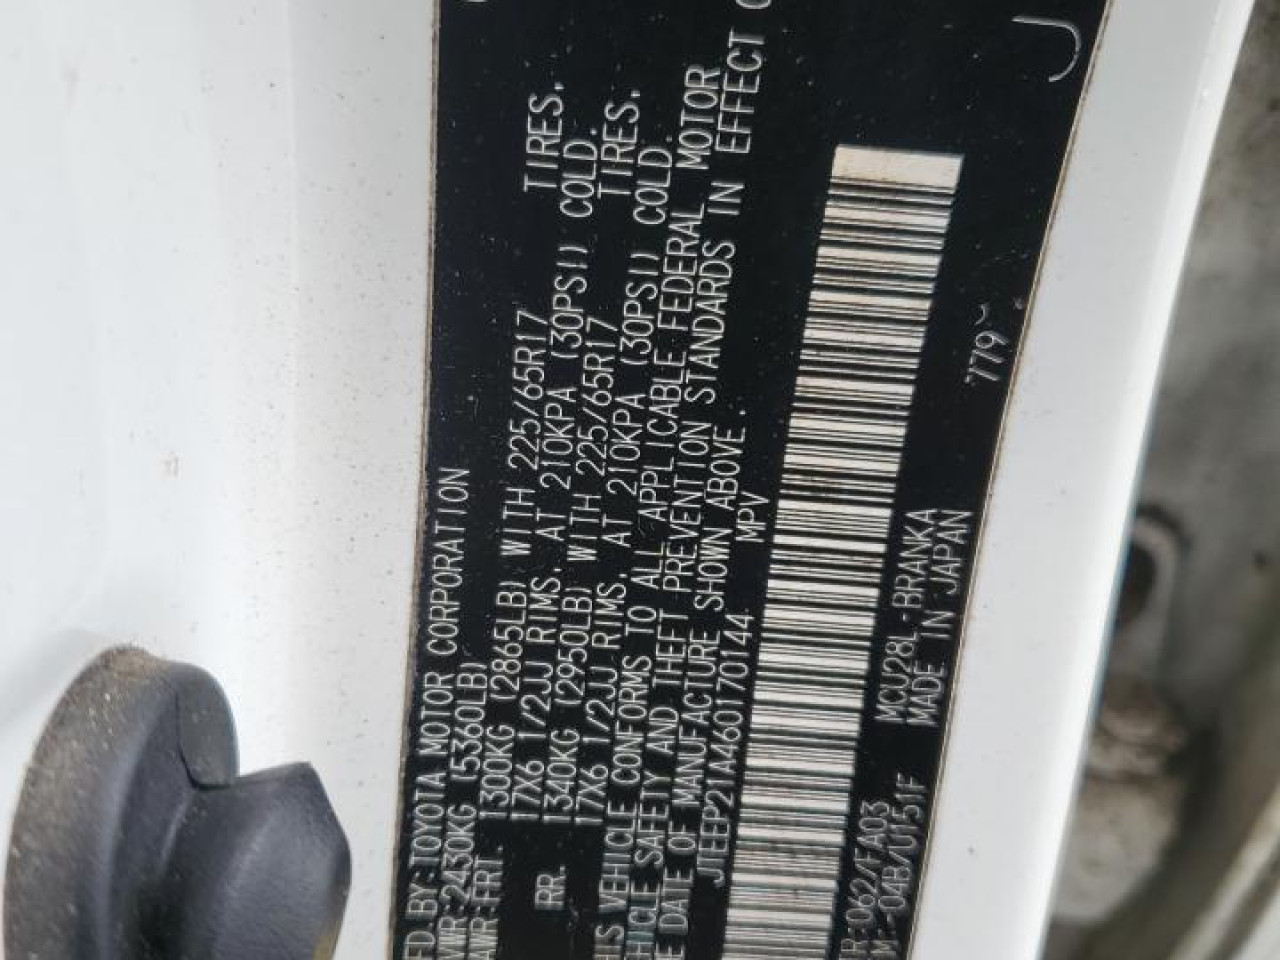 FD.BY:TOYOTA MOTOR CORPORATION
VWR:2430KG (5360LB)
AWR:FRT. 1300KG (2865LB) WITH 225/65R17 TIRES,
17X6 1/2JJ RIMS, AT 210KPA (30PSI) COLD.
RR. 1340KG (2950LB) WITH 225/65R17 TIRES,
17X6 1/2JJ RIMS, AT 210KPA (30PSI) COLD.
HIS VEHICLE CONFORMS TO ALL APPLICABLE FEDERAL MOTOR
HICLE SAFETY AND THEFT PREVENTION STANDARDS IN EFFECT O
E DATE OF MANUFACTURE SHOWN ABOVE.
JTEEP21A460170144 MPV
R:062/FA03 MCU28L-BRANKA
M:-04B/U151F MADE IN JAPAN
779
J